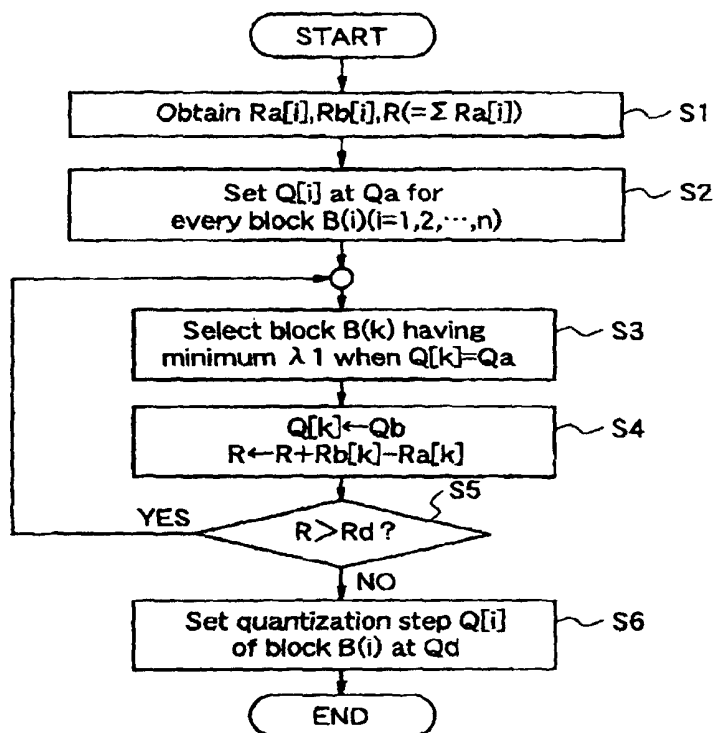 START
Obtain Ra[i],Rb[i],R(=Σ Ra[i])
S1
Set Q[i] at Qa for
every block B(i)(i=1,2,⋯,n)
S2
Select block B(k) having
minimum λ 1 when Q[k]=Qa
S3
Q[k]←Qb
R←R+Rb[k]−Ra[k]
S4
S5
YES
R>Rd?
NO
Set quantization step Q[i]
of block B(i) at Qd
S6
END